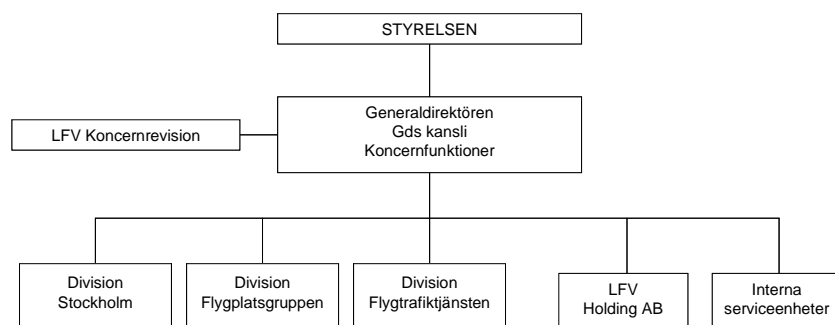 STYRELSEN
Generaldirektören
Gds kansli
Koncernfunktioner
LFV Koncernrevision
Division
Stockholm
Division
Flygplatsgruppen
Division
Flygtrafiktjänsten
LFV
Holding AB
Interna
serviceenheter